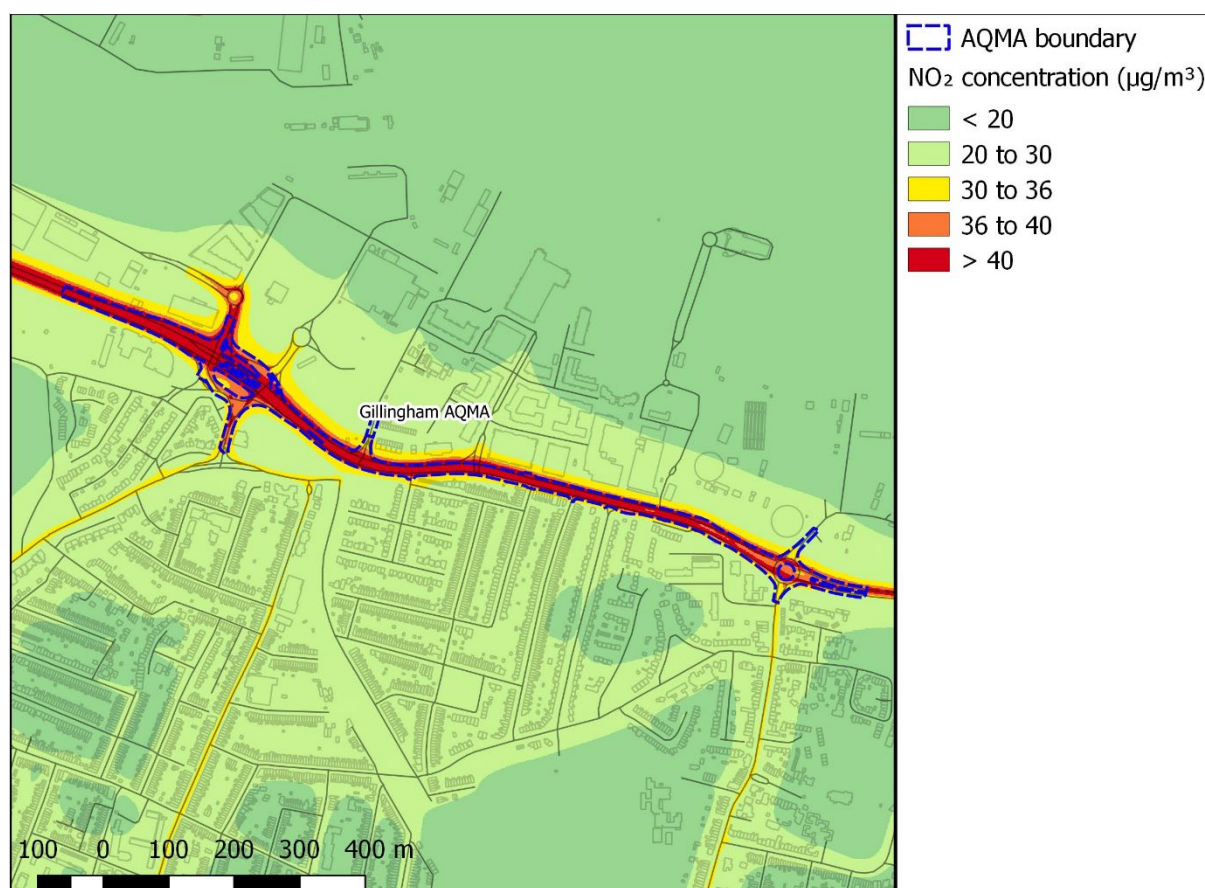 AQMA boundary
NO₂ concentration (µg/m³)
< 20
20 to 30
30 to 36
36 to 40
> 40
Gillingham AQMA
100 0 100 200 300 400 m